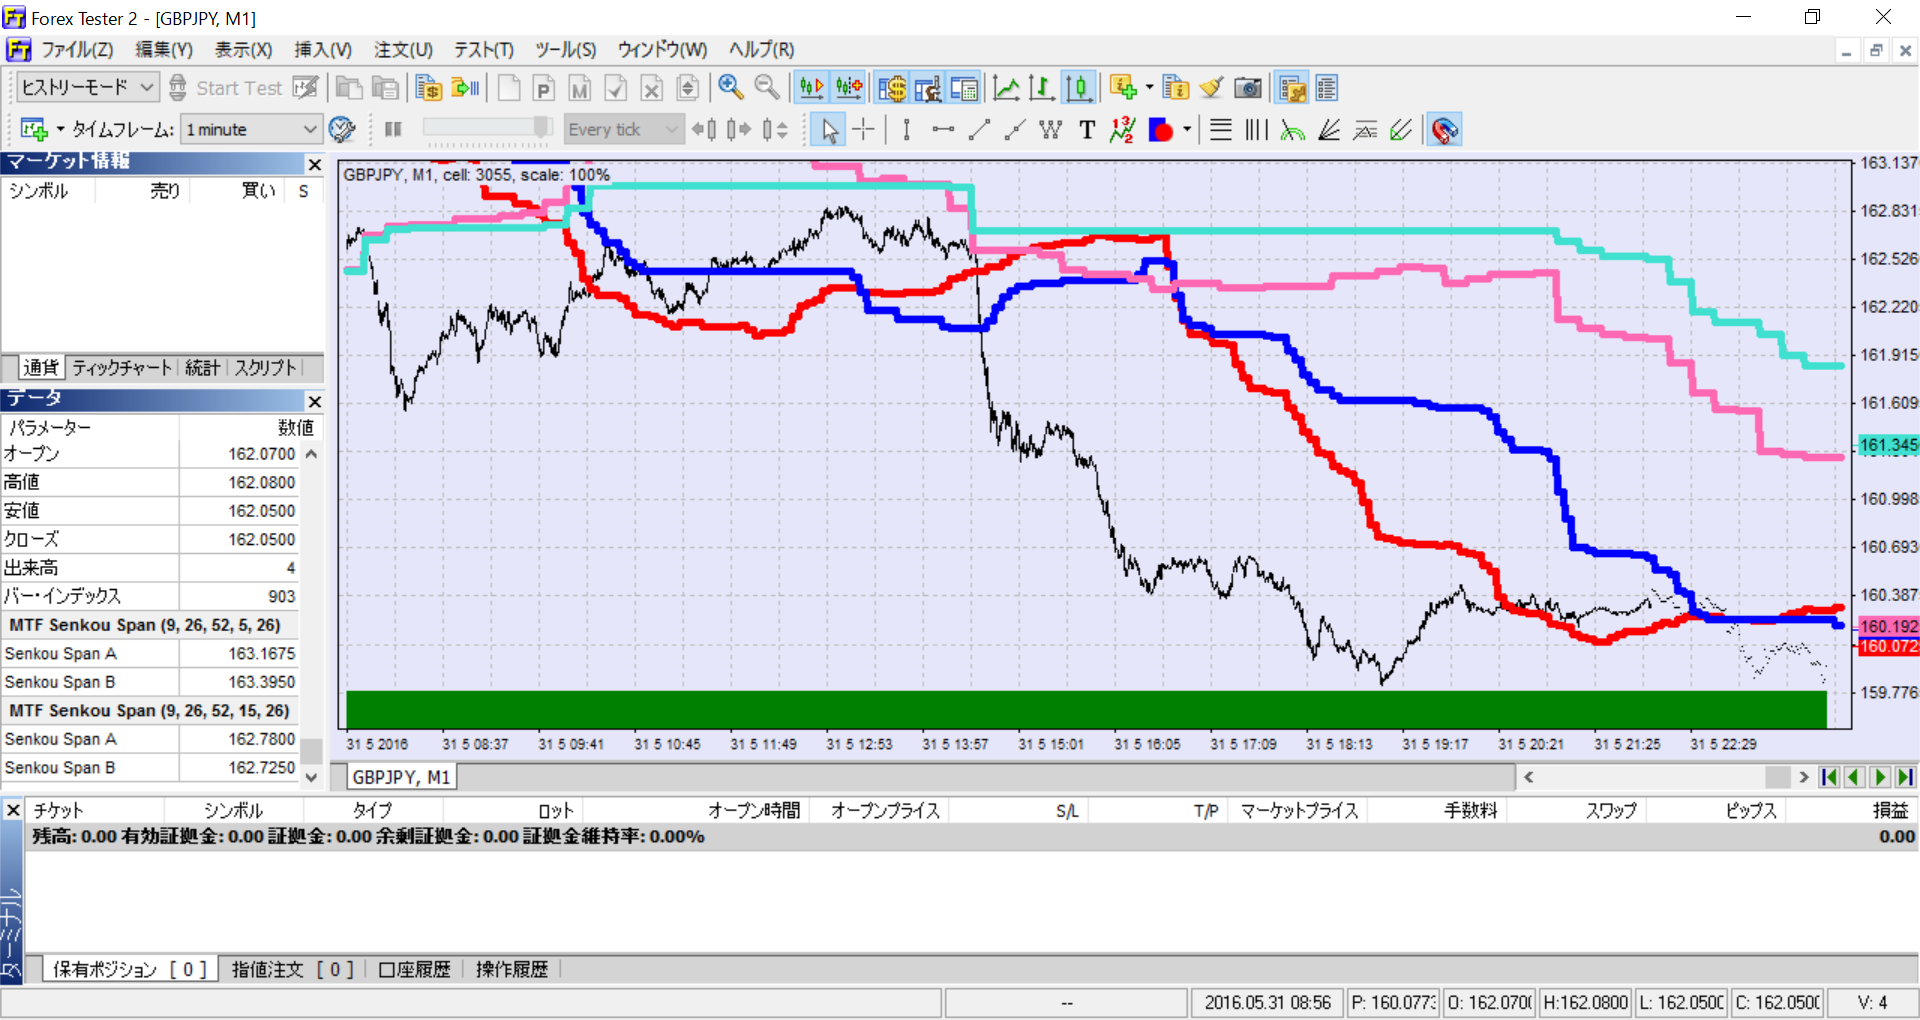 Forex Tester 2 - [GBPJPY, M1]
ファイル(Z) 編集(Y) 表示(X) 挿入(V) 注文(U) テスト(T) ツール(S) ウィンドウ(W) ヘルプ(R)
ヒストリーモード Start Test
タイムフレーム: 1 minute Every tick
マーケット情報
シンボル 売り 買い S
通貨 ティックチャート 統計 スクリプト
データ
パラメーター 数値
オープン 162.0700
高値 162.0800
安値 162.0500
クローズ 162.0500
出来高 4
バー・インデックス 903
MTF Senkou Span (9, 26, 52, 5, 26)
Senkou Span A 163.1675
Senkou Span B 163.3950
MTF Senkou Span (9, 26, 52, 15, 26)
Senkou Span A 162.7800
Senkou Span B 162.7250
GBPJPY, M1, cell: 3055, scale: 100%
163.137
162.831
162.526
162.220
161.915
161.609
161.345
160.998
160.693
160.387
160.192
160.072
159.776
31 5 2016 31 5 08:37 31 5 09:41 31 5 10:45 31 5 11:49 31 5 12:53 31 5 13:57 31 5 15:01 31 5 16:05 31 5 17:09 31 5 18:13 31 5 19:17 31 5 20:21 31 5 21:25 31 5 22:29
GBPJPY, M1
チケット シンボル タイプ ロット オープン時間 オープンプライス S/L T/P マーケットプライス 手数料 スワップ ピップス 損益
残高: 0.00 有効証拠金: 0.00 証拠金: 0.00 余剰証拠金: 0.00 証拠金維持率: 0.00% 0.00
ターミナル
保有ポジション [ 0 ] 指値注文 [ 0 ] 口座履歴 操作履歴
-- 2016.05.31 08:56 P: 160.0773 O: 162.0700 H:162.0800 L: 162.0500 C: 162.0500 V: 4